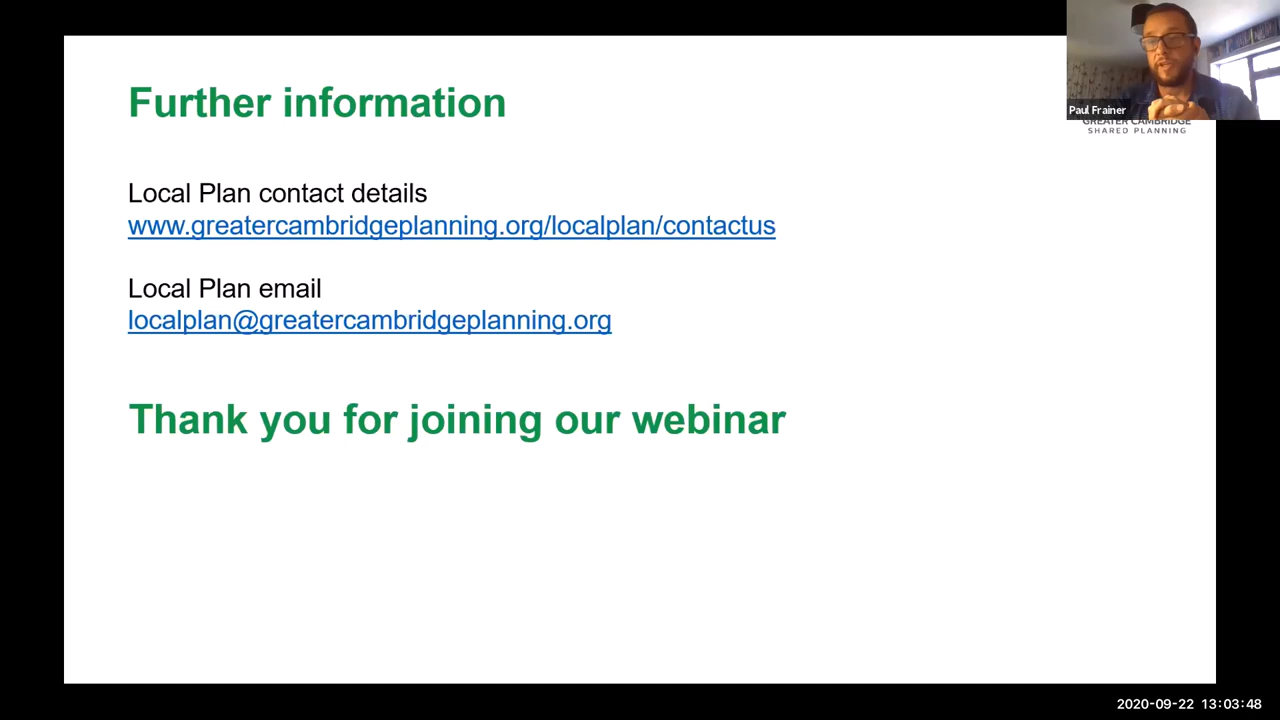 Further information
Paul Frainer
GREATER CAMBRIDGE
SHARED PLANNING
Local Plan contact details
www.greatercambridgeplanning.org/localplan/contactus
Local Plan email
localplan@greatercambridgeplanning.org
Thank you for joining our webinar
2020-09-22 13:03:48